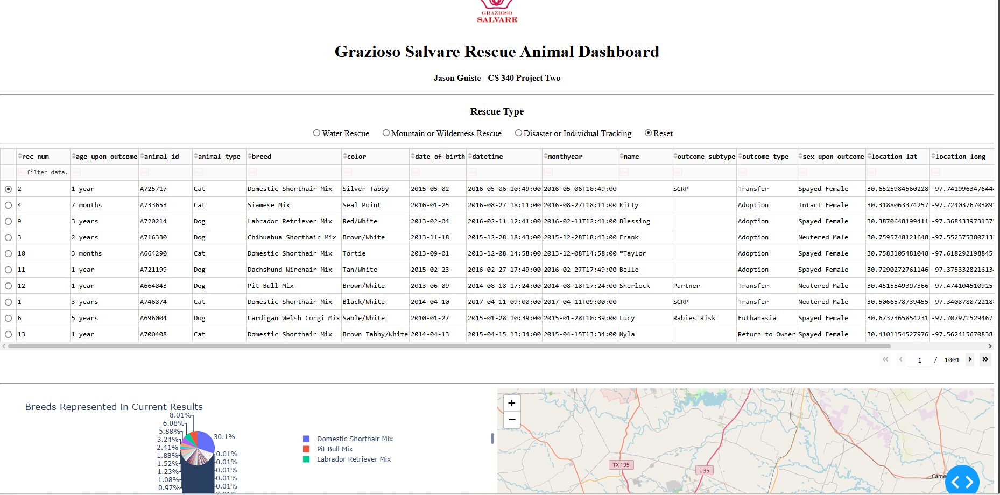 GRAZIOSO
SALVARE
Grazioso Salvare Rescue Animal Dashboard
Jason Guiste - CS 340 Project Two
Rescue Type
Water Rescue Mountain or Wilderness Rescue Disaster or Individual Tracking Reset
rec_num age_upon_outcome animal_id animal_type breed color date_of_birth datetime monthyear name outcome_subtype outcome_type sex_upon_outcome location_lat location_long
filter data.
2 1 year A725717 Cat Domestic Shorthair Mix Silver Tabby 2015-05-02 2016-05-06 10:49:00 2016-05-06T10:49:00 SCRP Transfer Spayed Female 30.6525984560228 -97.7419963476444
4 7 months A733653 Cat Siamese Mix Seal Point 2016-01-25 2016-08-27 18:11:00 2016-08-27T18:11:00 Kitty Adoption Intact Female 30.3188063374257 -97.7240376703891
9 3 years A720214 Dog Labrador Retriever Mix Red/White 2013-02-04 2016-02-11 12:41:00 2016-02-11T12:41:00 Blessing Adoption Spayed Female 30.3870648199411 -97.3684339731375
3 2 years A716330 Dog Chihuahua Shorthair Mix Brown/White 2013-11-18 2015-12-28 18:43:00 2015-12-28T18:43:00 Frank Adoption Neutered Male 30.7595748121648 -97.5523753807133
10 3 months A664290 Cat Domestic Shorthair Mix Tortie 2013-09-01 2013-12-08 14:58:00 2013-12-08T14:58:00 *Taylor Adoption Spayed Female 30.7583105481048 -97.618292198845
11 1 year A721199 Dog Dachshund Wirehair Mix Tan/White 2015-02-23 2016-02-27 17:49:00 2016-02-27T17:49:00 Belle Adoption Spayed Female 30.7290272761146 -97.3753328216134
12 1 year A664843 Dog Pit Bull Mix Brown/White 2013-06-09 2014-08-18 17:24:00 2014-08-18T17:24:00 Sherlock Partner Transfer Neutered Male 30.4515549397366 -97.474104510925
1 3 years A746874 Cat Domestic Shorthair Mix Black/White 2014-04-10 2017-04-11 09:00:00 2017-04-11T09:00:00 SCRP Transfer Neutered Male 30.5066578739455 -97.3408780722188
6 5 years A696004 Dog Cardigan Welsh Corgi Mix Sable/White 2010-01-27 2015-01-28 10:39:00 2015-01-28T10:39:00 Lucy Rabies Risk Euthanasia Spayed Female 30.6737365854231 -97.707971529467
13 1 year A700408 Cat Domestic Shorthair Mix Brown Tabby/White 2014-04-13 2015-04-15 13:34:00 2015-04-15T13:34:00 Nyla Return to Owner Spayed Female 30.4101154527976 -97.562415670838
1 / 1001
Breeds Represented in Current Results
8.01%
6.08%
5.88%
3.24%
2.41%
1.88%
1.52%
1.23%
1.08%
0.97%
30.1%
0.01%
0.01%
0.01%
0.01%
0.01%
0.01%
Domestic Shorthair Mix
Pit Bull Mix
Labrador Retriever Mix
+
−
TX 195
I 35
Came